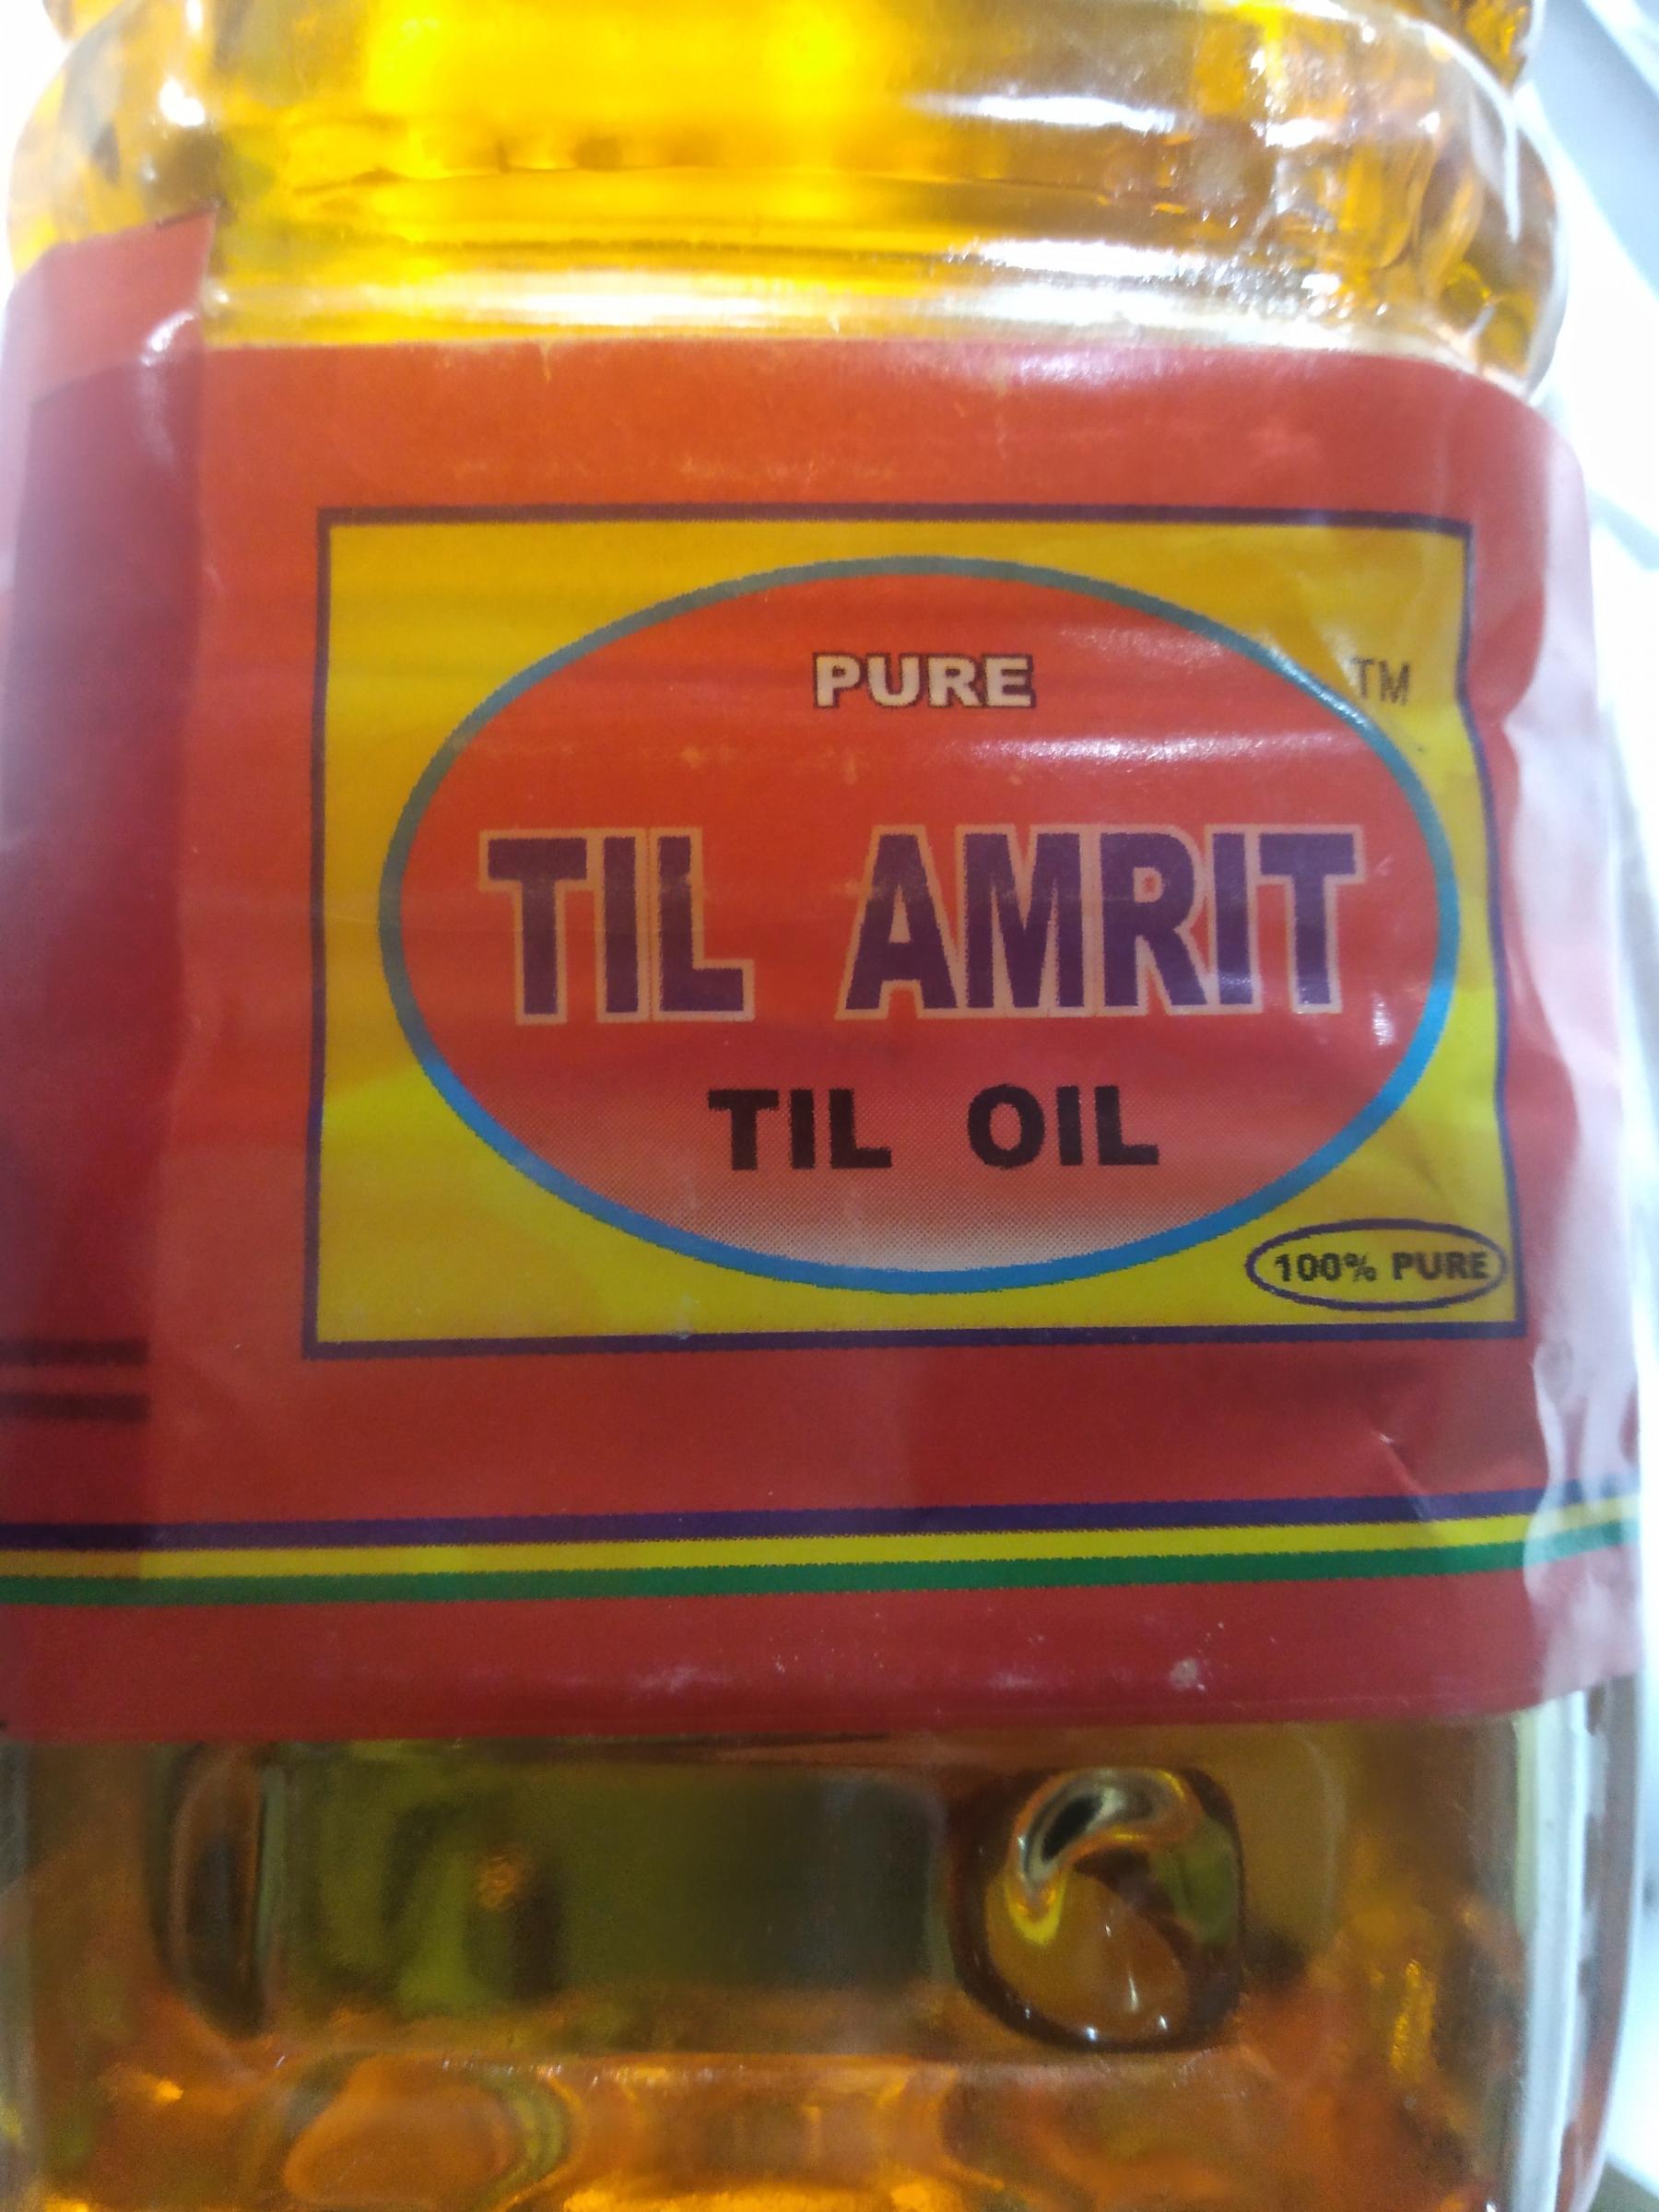 PURE
TM
TIL AMRIT
TIL OIL
100% PURE